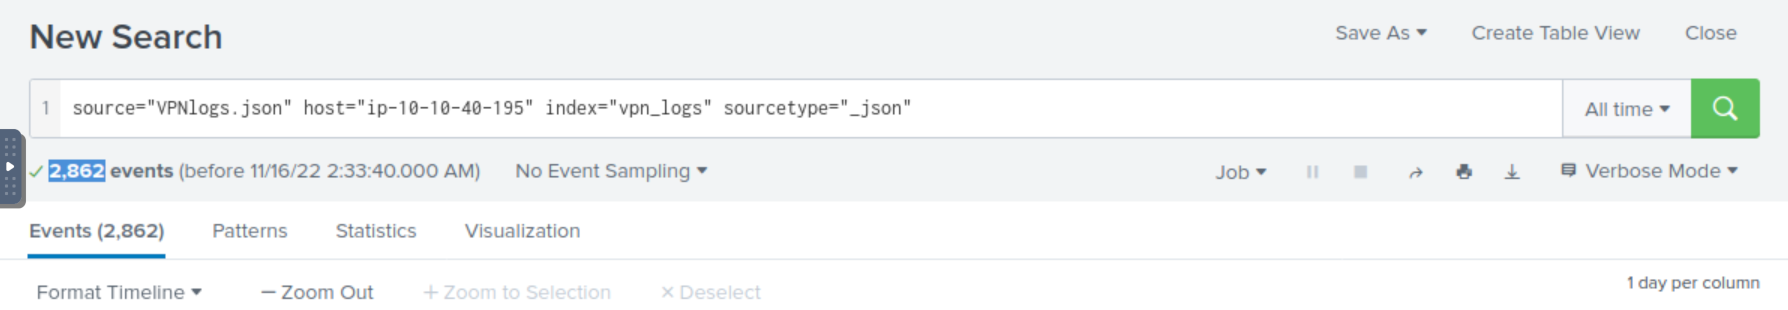 New Search
Save As Create Table View Close
1 source="VPNlogs.json" host="ip-10-10-40-195" index="vpn_logs" sourcetype="_json" All time
2,862 events (before 11/16/22 2:33:40.000 AM) No Event Sampling Job Verbose Mode
Events (2,862) Patterns Statistics Visualization
Format Timeline — Zoom Out + Zoom to Selection × Deselect 1 day per column